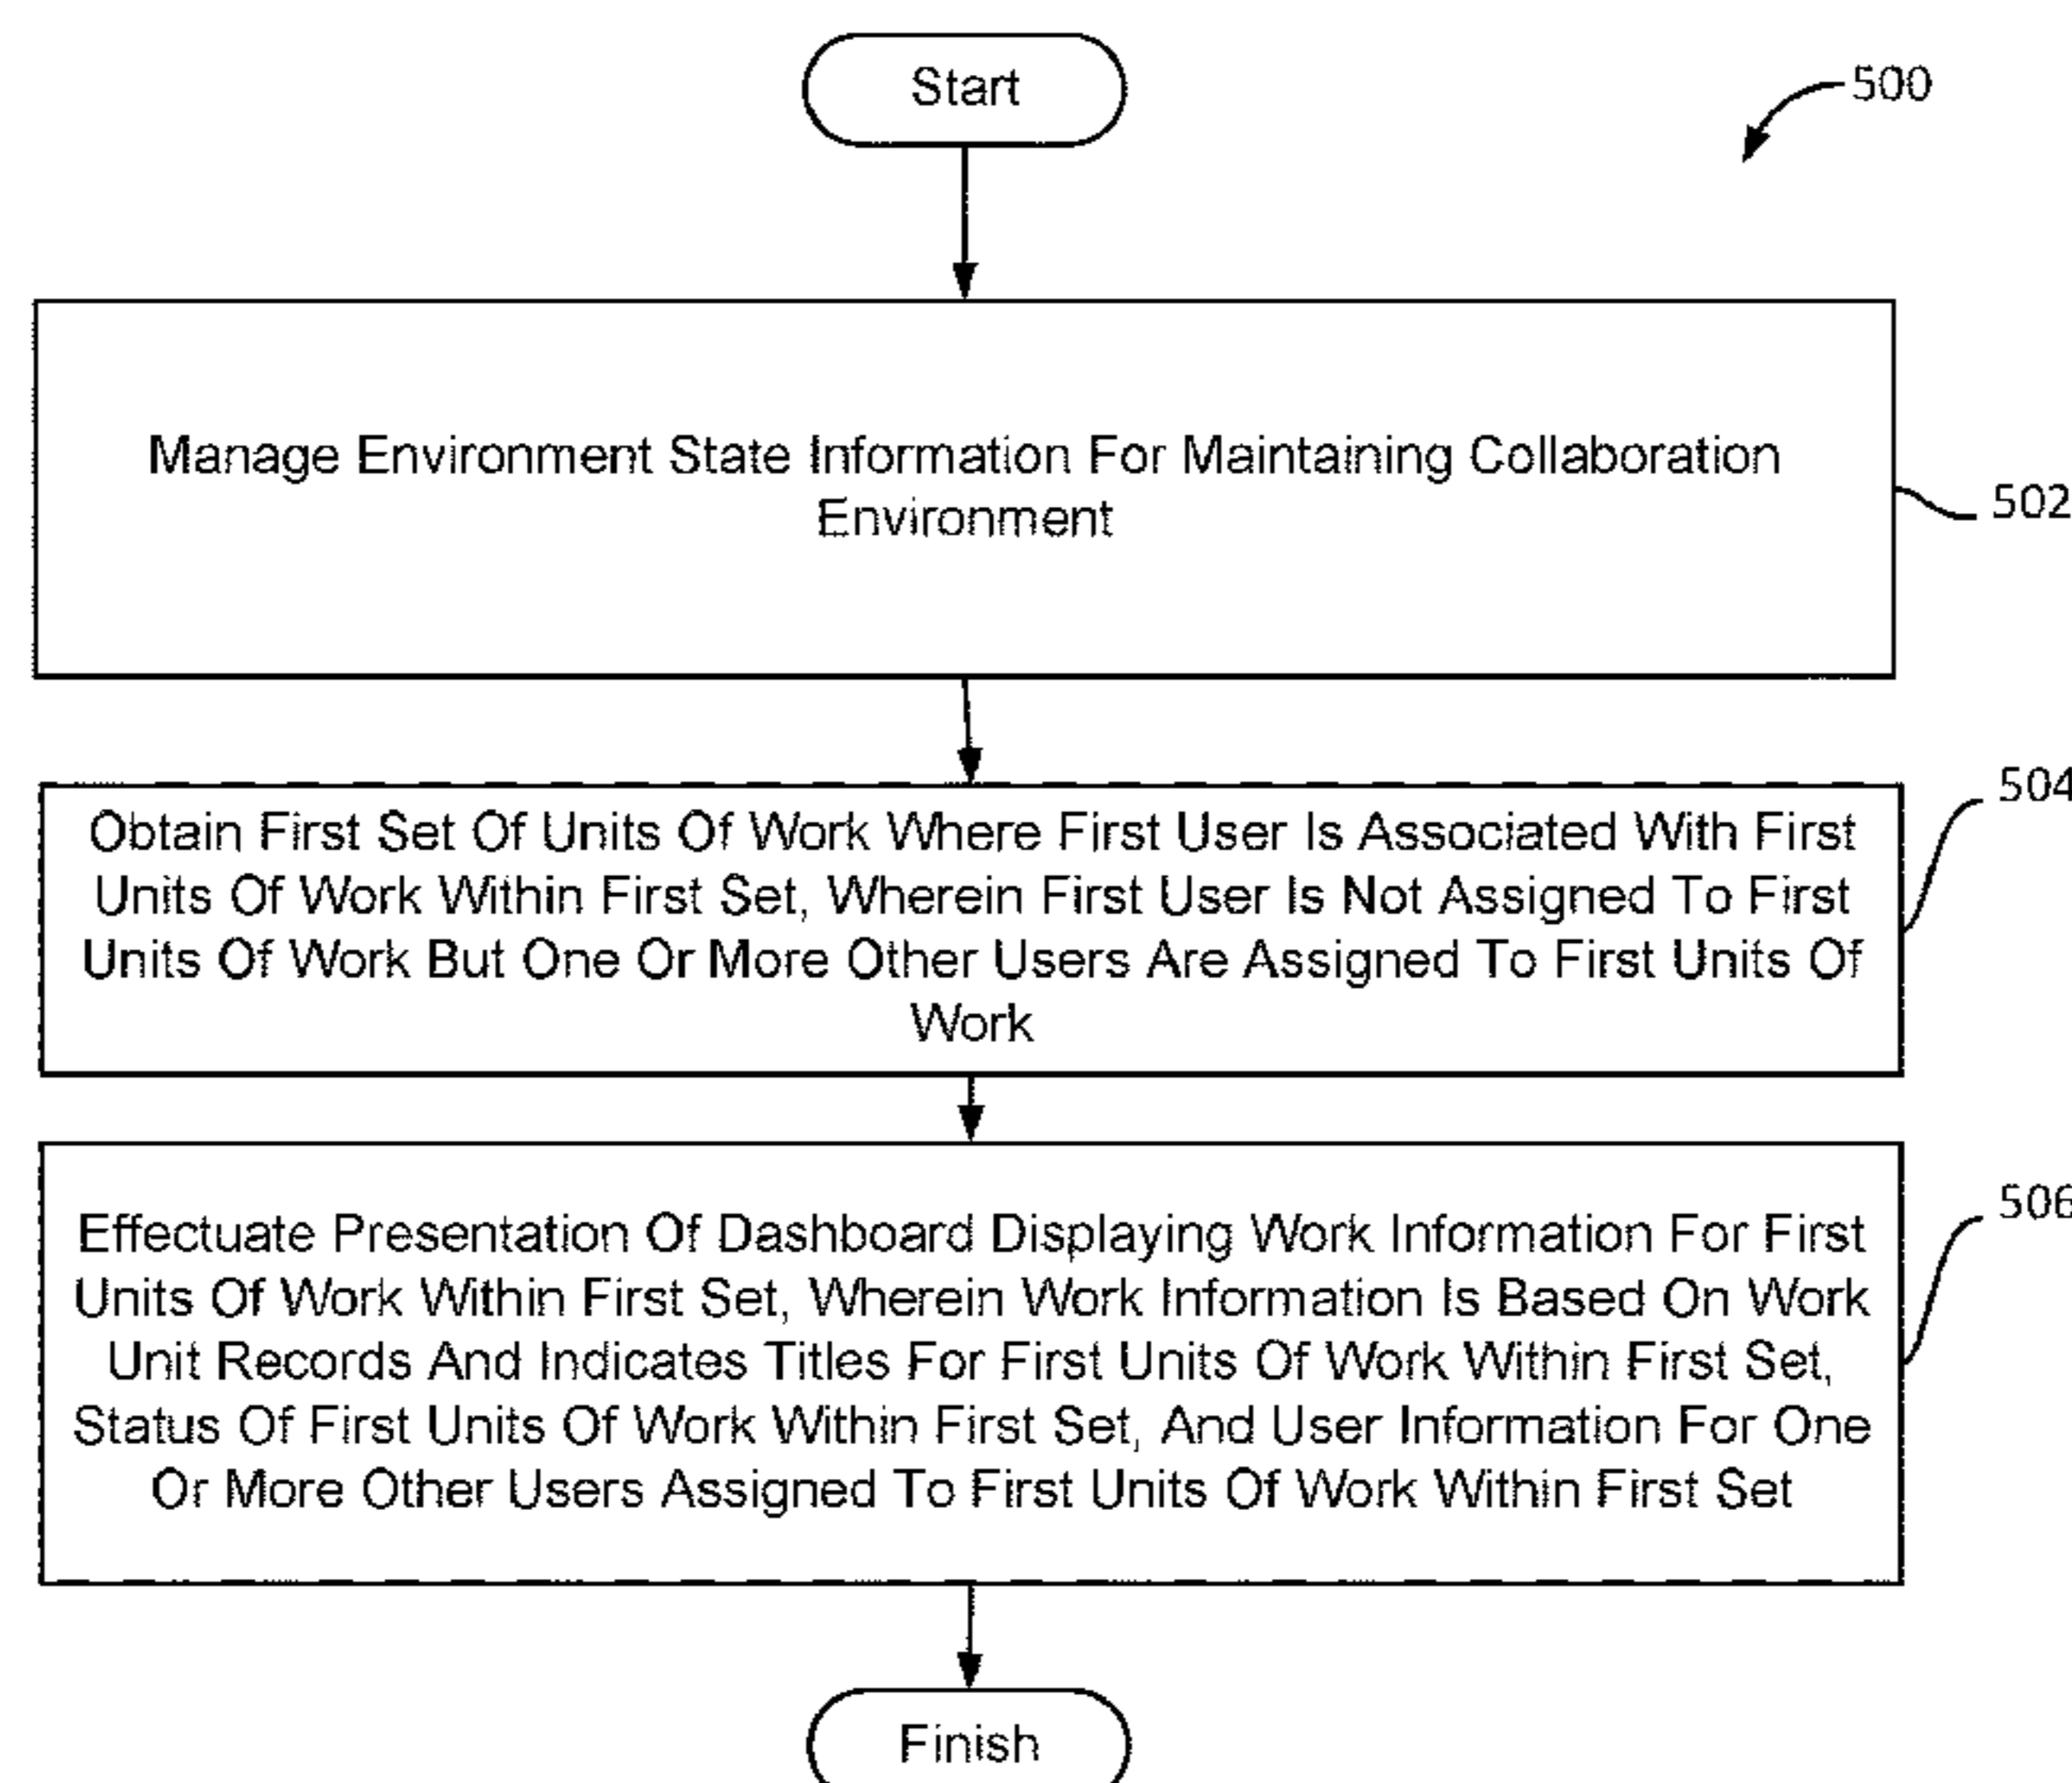 Start
500
Manage Environment State Information For Maintaining Collaboration
Environment
502
Obtain First Set Of Units Of Work Where First User Is Associated With First
Units Of Work Within First Set, Wherein First User Is Not Assigned To First
Units Of Work But One Or More Other Users Are Assigned To First Units Of
Work
504
Effectuate Presentation Of Dashboard Displaying Work Information For First
Units Of Work Within First Set, Wherein Work Information Is Based On Work
Unit Records And Indicates Titles For First Units Of Work Within First Set,
Status Of First Units Of Work Within First Set, And User Information For One
Or More Other Users Assigned To First Units Of Work Within First Set
506
Finish